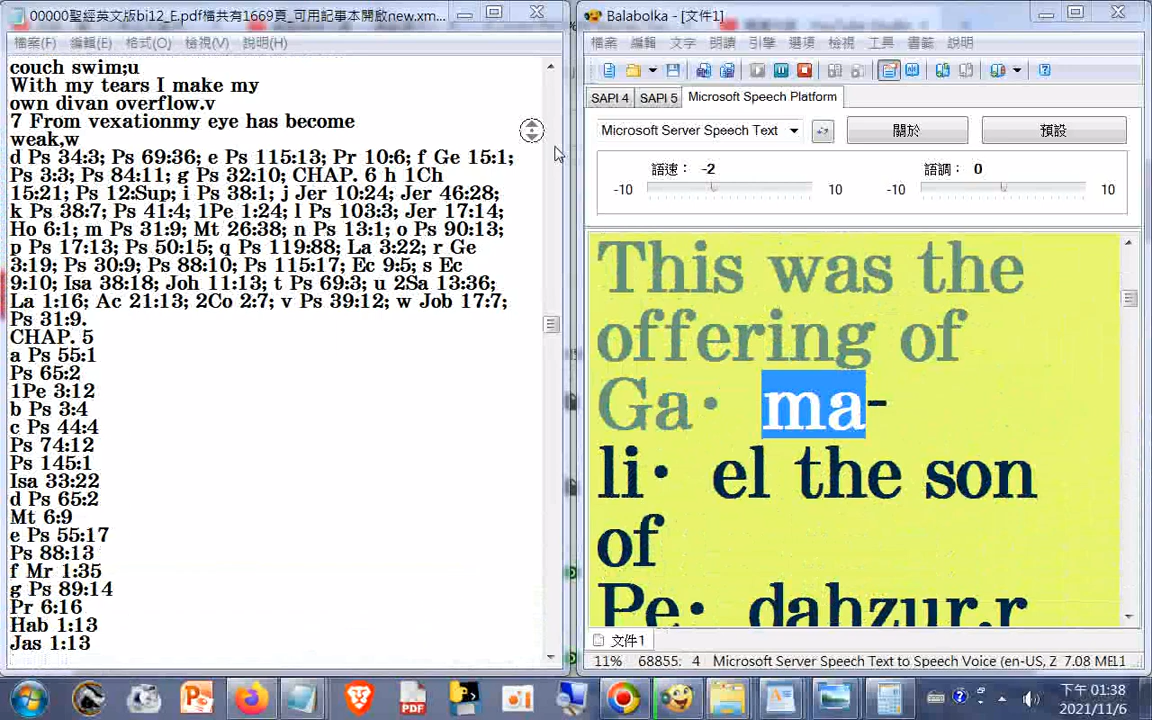 00000聖經英文版bi12_E.pdf檔共有1669頁_可用記事本開啟new.xm...
檔案(F) 編輯(E) 格式(O) 檢視(V) 說明(H)
couch swim;u
With my tears I make my
own divan overflow.v
7 From vexationmy eye has become
weak,w
d Ps 34:3; Ps 69:36; e Ps 115:13; Pr 10:6; f Ge 15:1;
Ps 3:3; Ps 84:11; g Ps 32:10; CHAP. 6 h 1Ch
15:21; Ps 12:Sup; i Ps 38:1; j Jer 10:24; Jer 46:28;
k Ps 38:7; Ps 41:4; 1Pe 1:24; l Ps 103:3; Jer 17:14;
Ho 6:1; m Ps 31:9; Mt 26:38; n Ps 13:1; o Ps 90:13;
p Ps 17:13; Ps 50:15; q Ps 119:88; La 3:22; r Ge
3:19; Ps 30:9; Ps 88:10; Ps 115:17; Ec 9:5; s Ec
9:10; Isa 38:18; Joh 11:13; t Ps 69:3; u 2Sa 13:36;
La 1:16; Ac 21:13; 2Co 2:7; v Ps 39:12; w Job 17:7;
Ps 31:9.
CHAP. 5
a Ps 55:1
Ps 65:2
1Pe 3:12
b Ps 3:4
c Ps 44:4
Ps 74:12
Ps 145:1
Isa 33:22
d Ps 65:2
Mt 6:9
e Ps 55:17
Ps 88:13
f Mr 1:35
g Ps 89:14
Pr 6:16
Hab 1:13
Jas 1:13
Balabolka - [文件1]
檔案 編輯 文字 朗讀 引擎 選項 檢視 工具 書籤 說明
SAPI 4 SAPI 5 Microsoft Speech Platform
Microsoft Server Speech Text 關於 預設
語速： -2 語調： 0
-10 10 -10 10
This was the
offering of
Ga· ma-
li· el the son
of
Pe· dahzur.r
文件1
11% 68855: 4 Microsoft Server Speech Text to Speech Voice (en-US, Z 7.08 ME
下午 01:38
2021/11/6